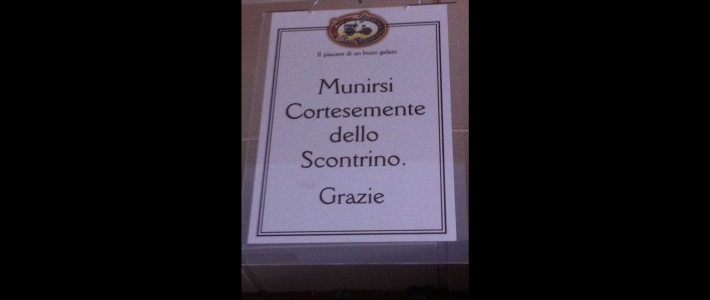 Il piacere di un buon gelato
Munirsi
Cortesemente
dello
Scontrino.
Grazie